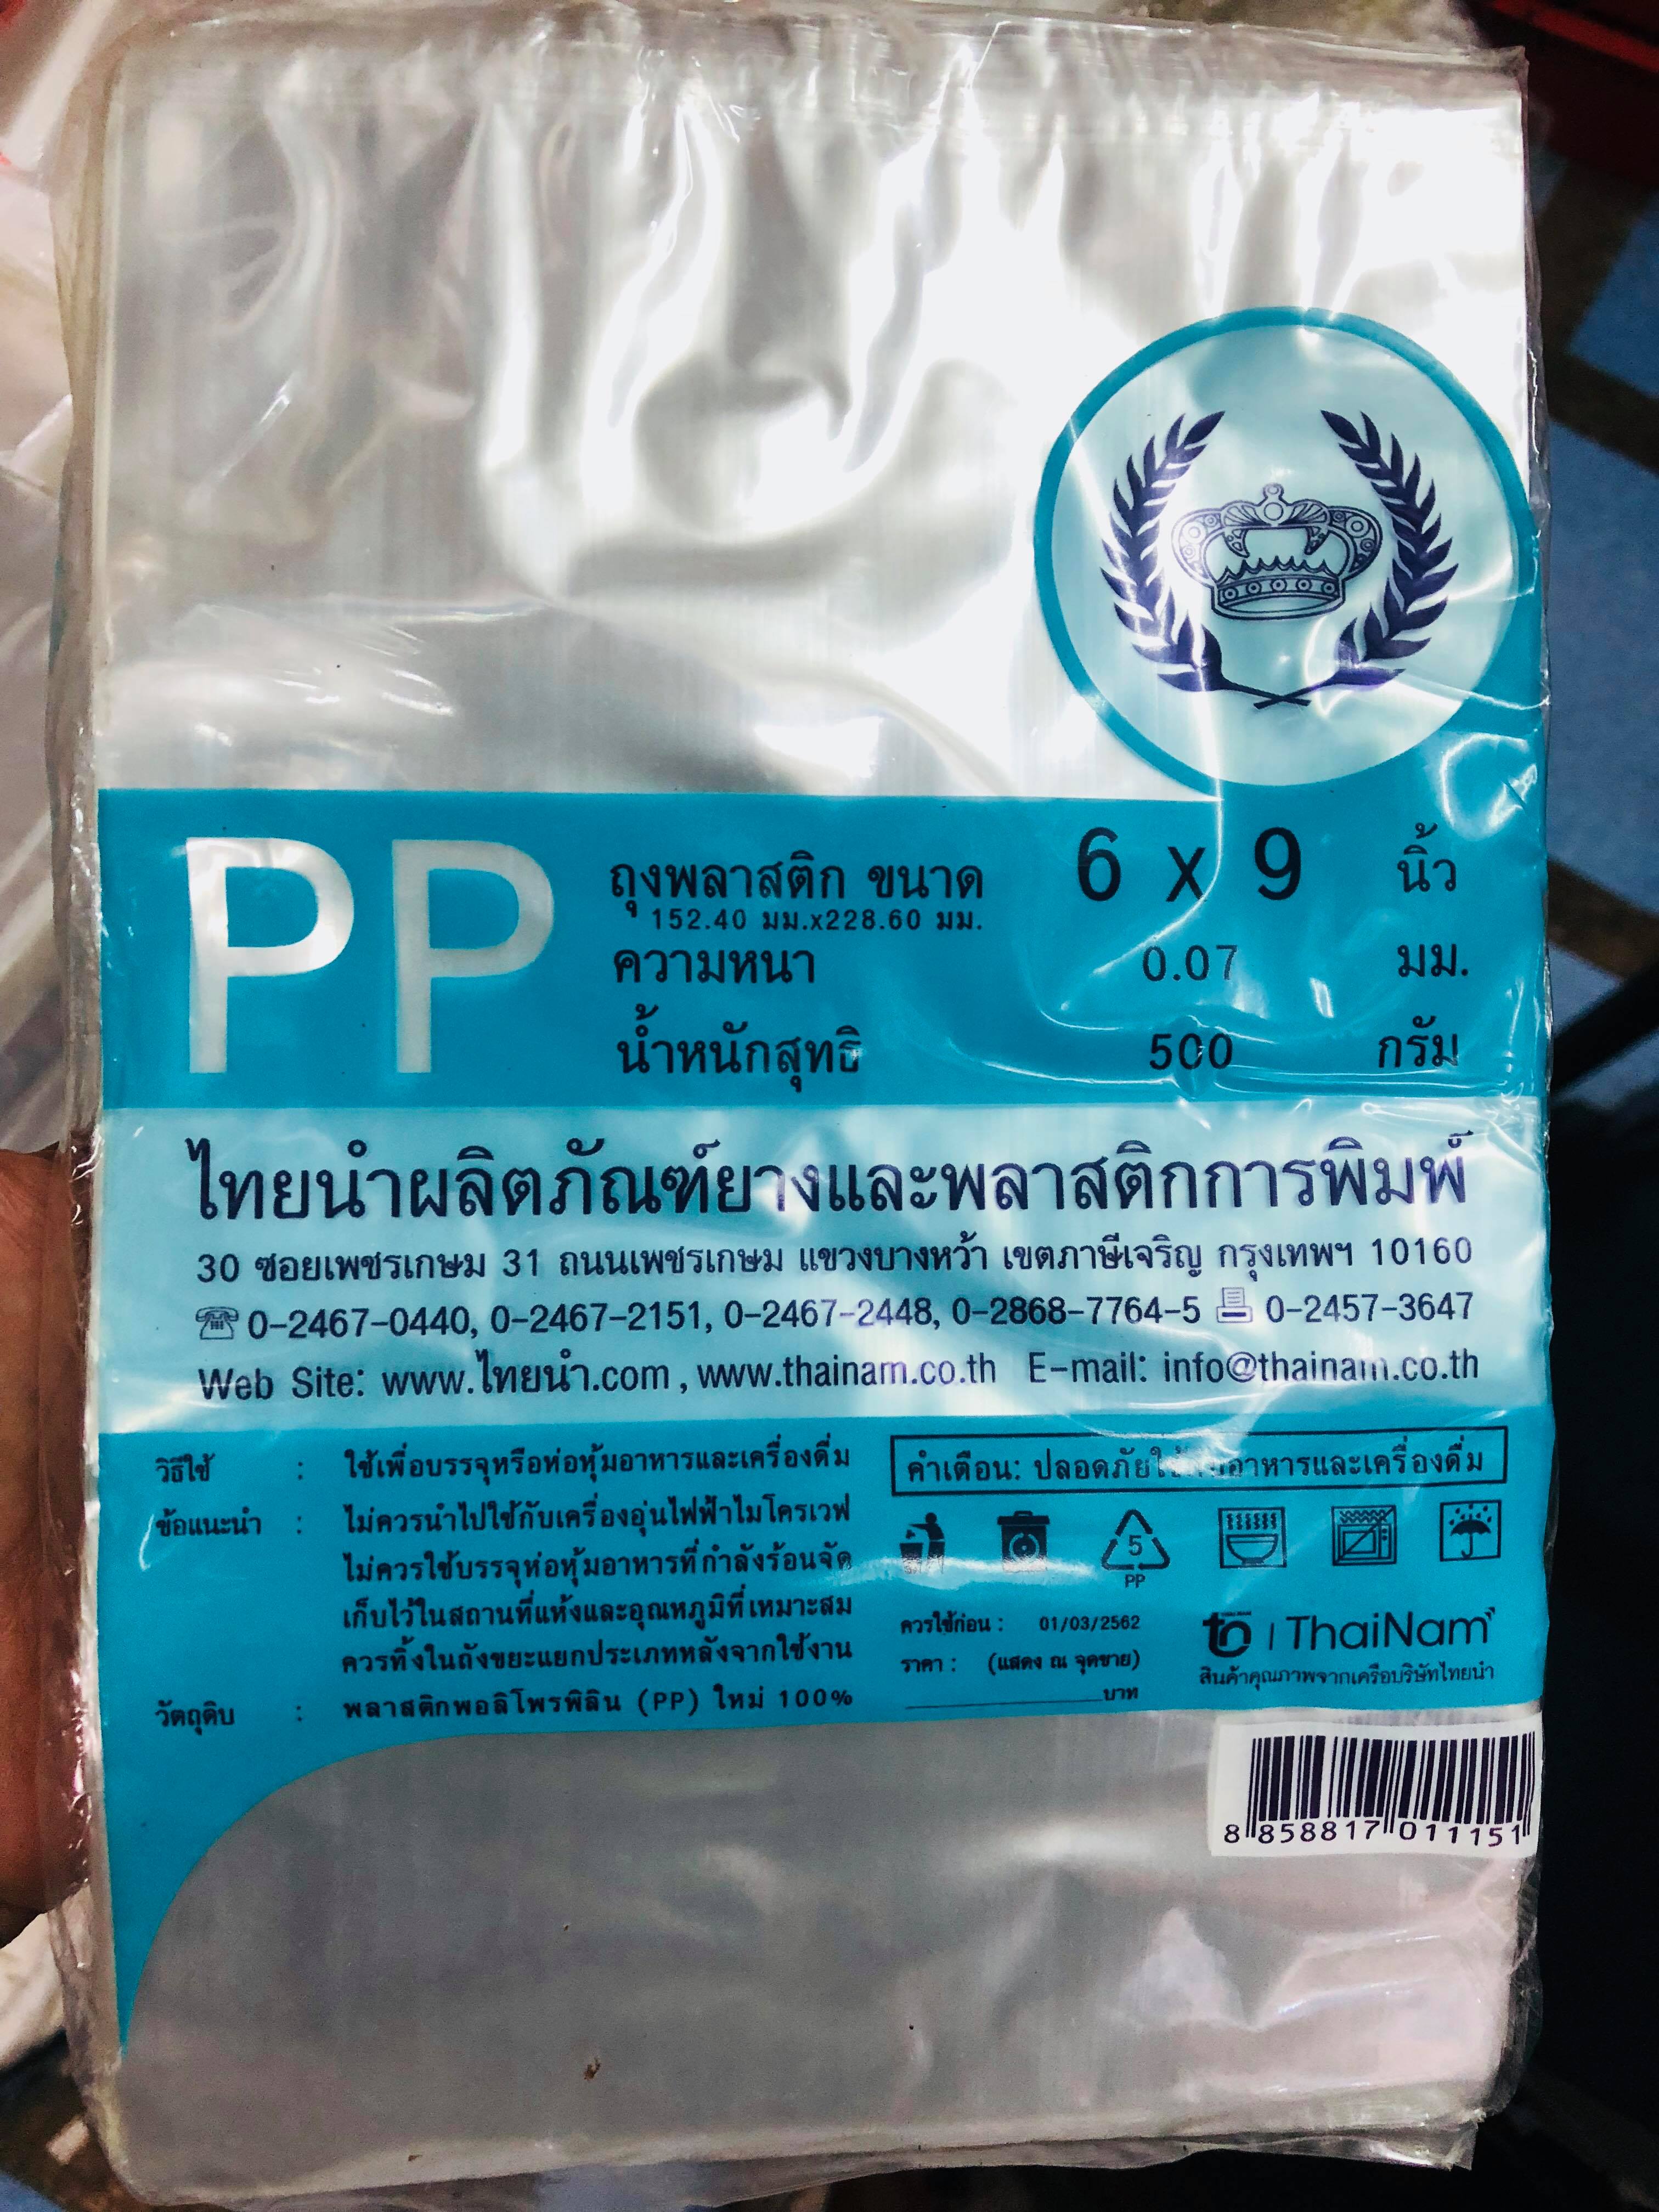 PP
ถุงพลาสติก ขนาด 6 x 9 นิ้ว
152.40 มม.x228.60 มม.
ความหนา 0.07 มม.
น้ำหนักสุทธิ 500 กรัม
ไทยนำผลิตภัณฑ์ยางและพลาสติกการพิมพ์
30 ซอยเพชรเกษม 31 ถนนเพชรเกษม แขวงบางหว้า เขตภาษีเจริญ กรุงเทพฯ 10160
0-2467-0440, 0-2467-2151, 0-2467-2448, 0-2868-7764-5 0-2457-3647
Web Site: www.ไทยนำ.com , www.thainam.co.th E-mail: info@thainam.co.th
วิธีใช้ : ใช้เพื่อบรรจุหรือห่อหุ้มอาหารและเครื่องดื่ม
ข้อแนะนำ : ไม่ควรนำไปใช้กับเครื่องอุ่นไฟฟ้าไมโครเวฟ
ไม่ควรใช้บรรจุห่อหุ้มอาหารที่กำลังร้อนจัด
เก็บไว้ในสถานที่แห้งและอุณหภูมิที่เหมาะสม
ควรทิ้งในถังขยะแยกประเภทหลังจากใช้งาน
วัตถุดิบ : พลาสติกพอลิโพรพิลิน (PP) ใหม่ 100%
คำเตือน: ปลอดภัยใช้กับอาหารและเครื่องดื่ม
5
PP
ควรใช้ก่อน : 01/03/2562
ราคา : (แสดง ณ จุดขาย)
บาท
tn | ThaiNam
สินค้าคุณภาพจากเครือบริษัทไทยนำ
8 858817 011151